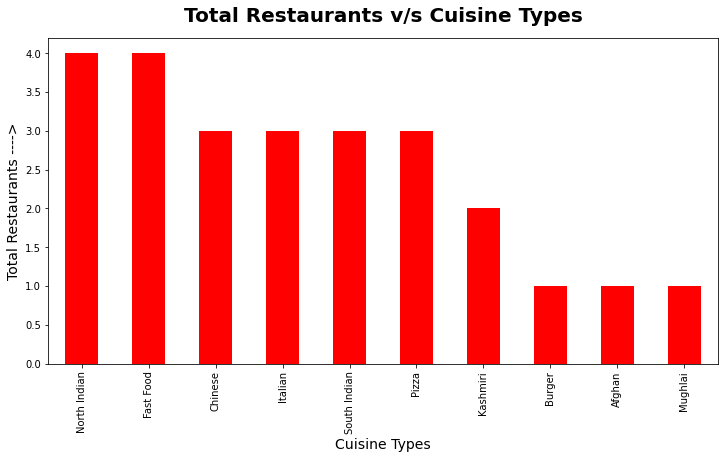 Total Restaurants v/s Cuisine Types
Total Restaurants ---->
4.0
3.5
3.0
2.5
2.0
1.5
1.0
0.5
0.0
North Indian
Fast Food
Chinese
Italian
South Indian
Pizza
Kashmiri
Burger
Afghan
Mughlai
Cuisine Types